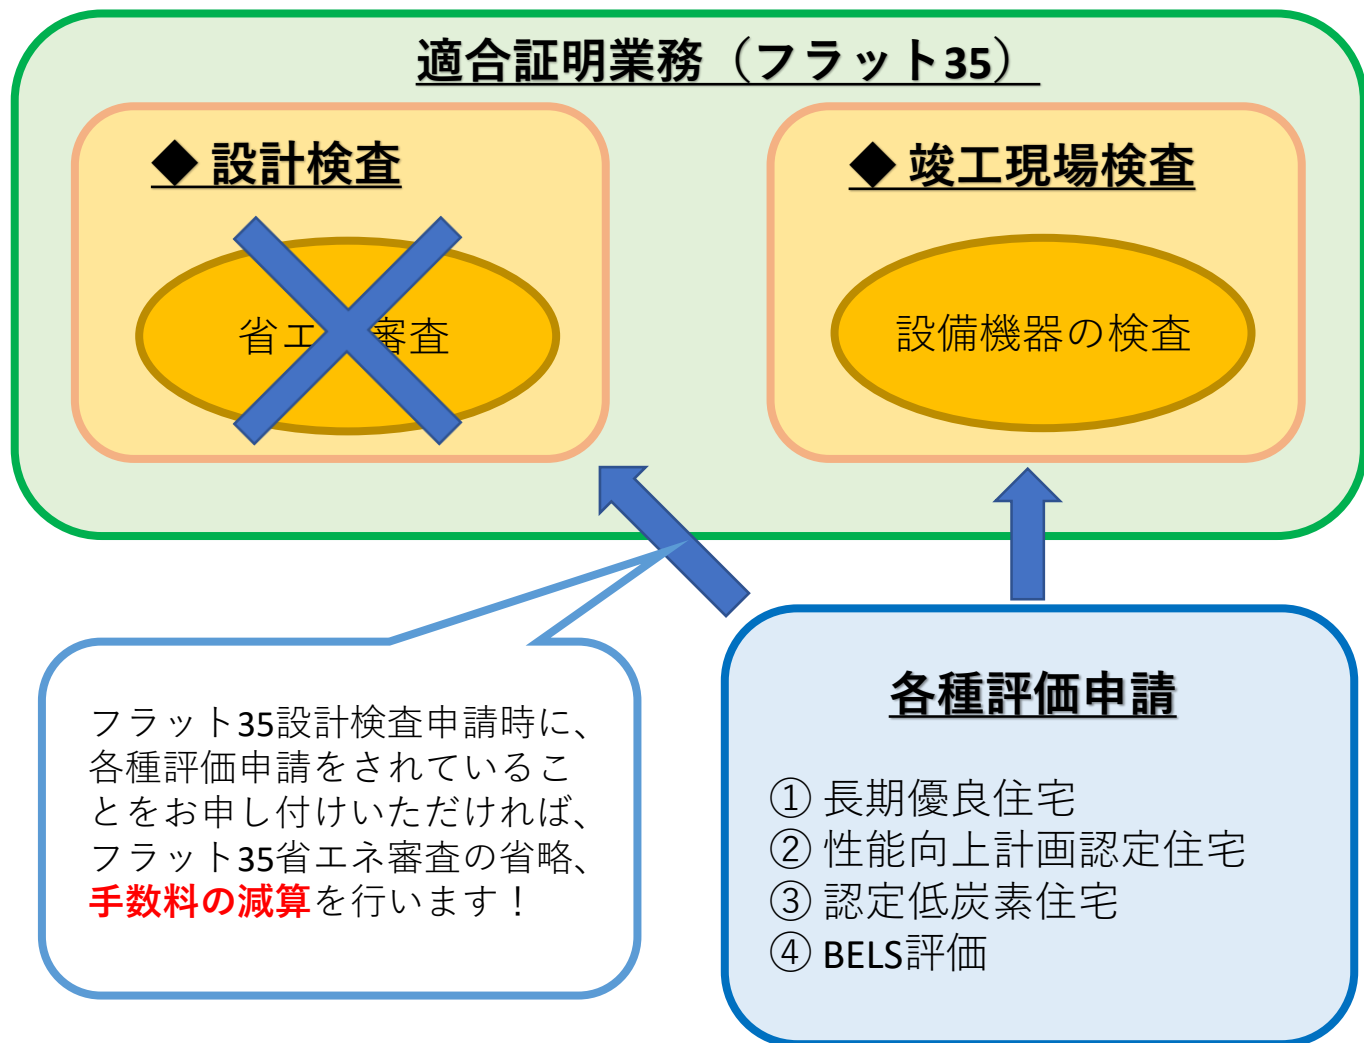 適合証明業務（フラット35）
◆ 設計検査
◆ 竣工現場検査
省エ 審査
設備機器の検査
フラット35設計検査申請時に、
各種評価申請をされているこ
とをお申し付けいただければ、
フラット35省エネ審査の省略、
手数料の減算を行います！
各種評価申請
① 長期優良住宅
② 性能向上計画認定住宅
③ 認定低炭素住宅
④ BELS評価